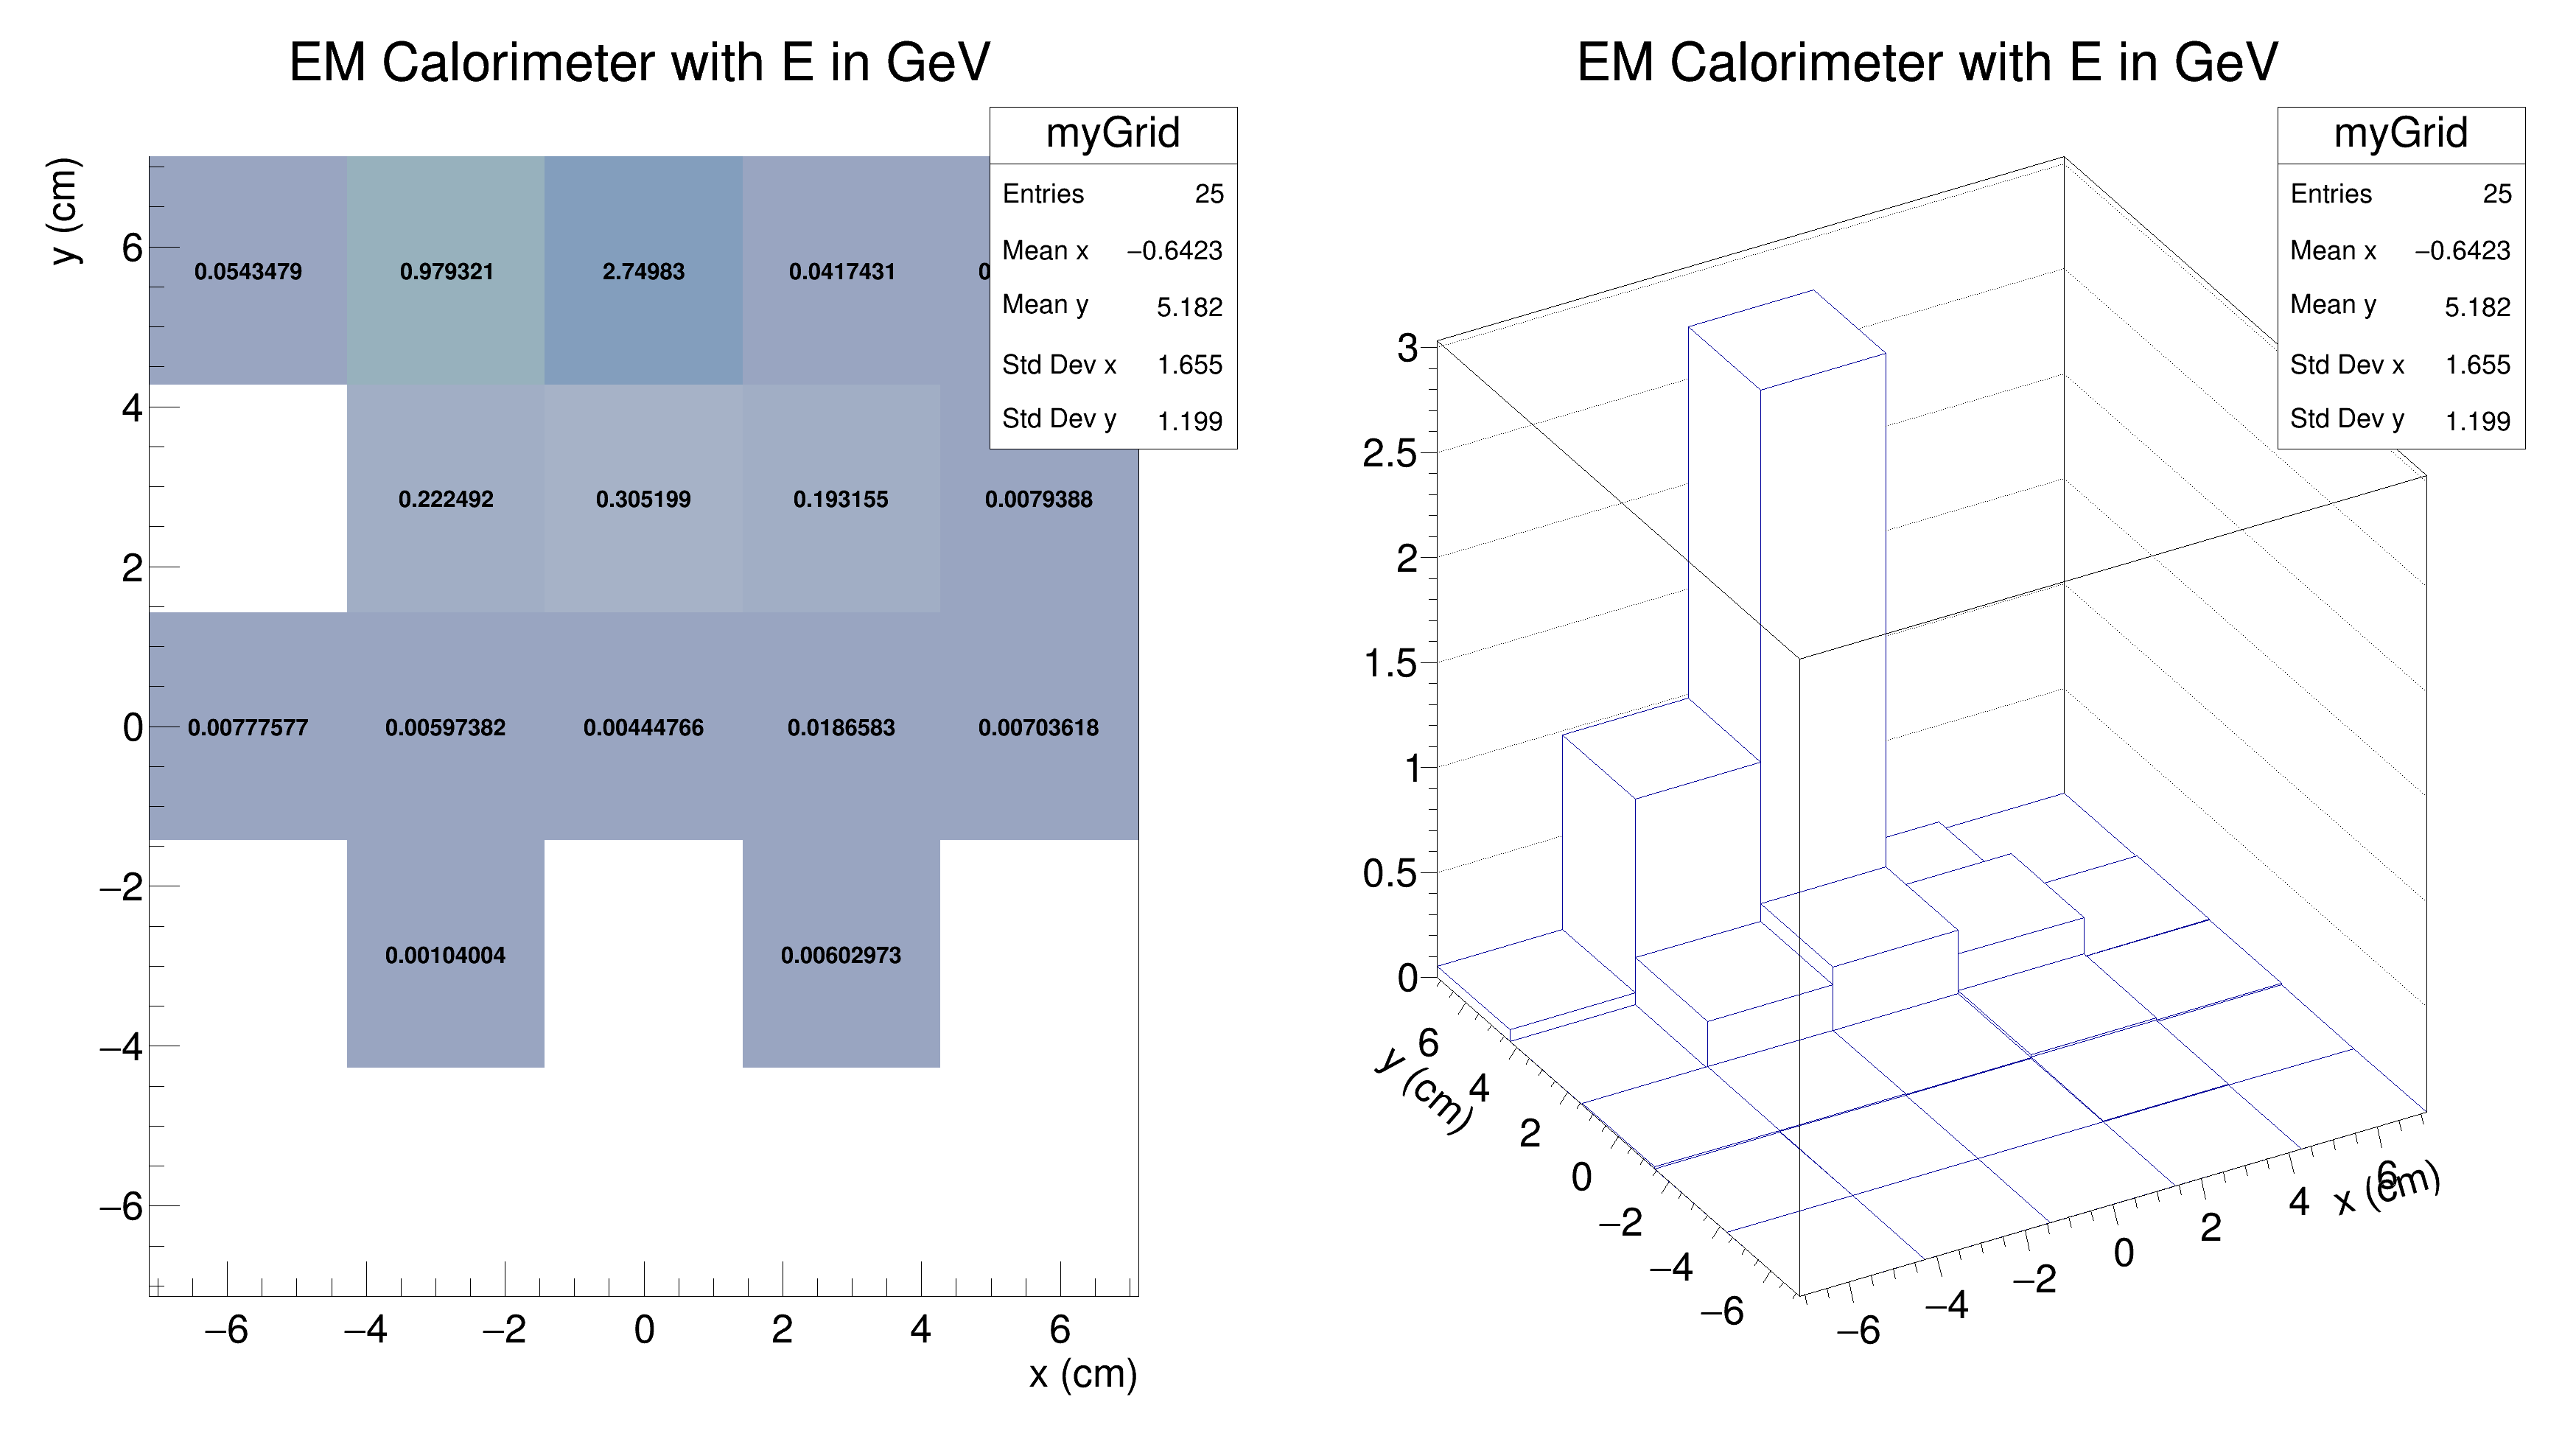 EM Calorimeter with E in GeV
myGrid
Entries 25
Mean x −0.6423
Mean y 5.182
Std Dev x 1.655
Std Dev y 1.199
y (cm)
6
4
2
0
−2
−4
−6
0.0543479 0.979321 2.74983 0.0417431
0.222492 0.305199 0.193155 0.0079388
0.00777577 0.00597382 0.00444766 0.0186583 0.00703618
0.00104004 0.00602973
−6 −4 −2 0 2 4 6
x (cm)
EM Calorimeter with E in GeV
myGrid
Entries 25
Mean x −0.6423
Mean y 5.182
Std Dev x 1.655
Std Dev y 1.199
3
2.5
2
1.5
1
0.5
0
6
4
2
0
−2
−4
−6
y (cm)
−6
−4
−2
0
2
4
6
x (cm)